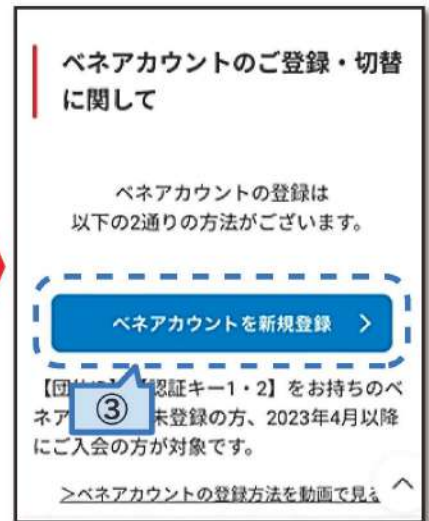 ベネアカウントのご登録・切替
に関して
ベネアカウントの登録は
以下の2通りの方法がございます。
ベネアカウントを新規登録 >
【団 認証キー1・2】をお持ちのベ
③
ネア 未登録の方、2023年4月以降
にご入会の方が対象です。
>ベネアカウントの登録方法を動画で見